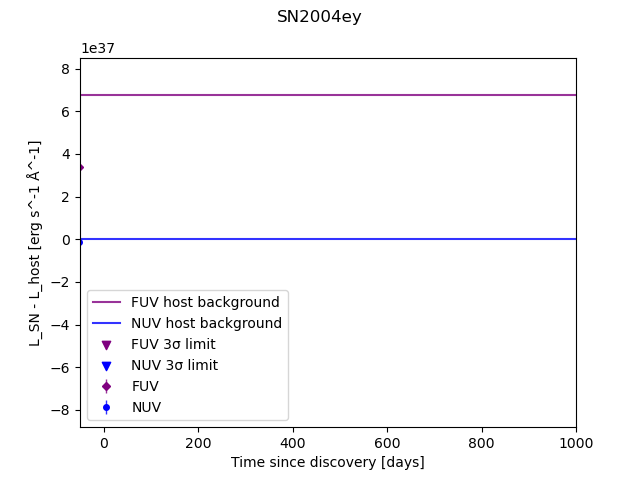 SN2004ey
1e37
8
6
4
2
0
−2
−4
−6
−8
L_SN - L_host [erg s^-1 Å^-1]
FUV host background
NUV host background
FUV 3σ limit
NUV 3σ limit
FUV
NUV
0 200 400 600 800 1000
Time since discovery [days]